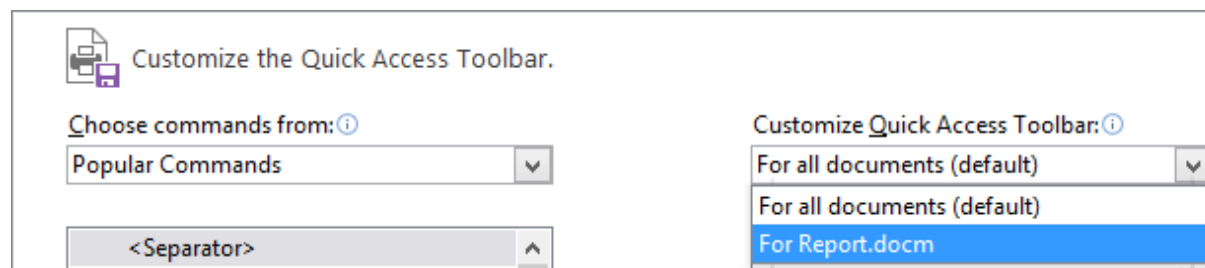 Customize the Quick Access Toolbar.
Choose commands from:
Customize Quick Access Toolbar:
Popular Commands
For all documents (default)
For all documents (default)
<Separator>
For Report.docm